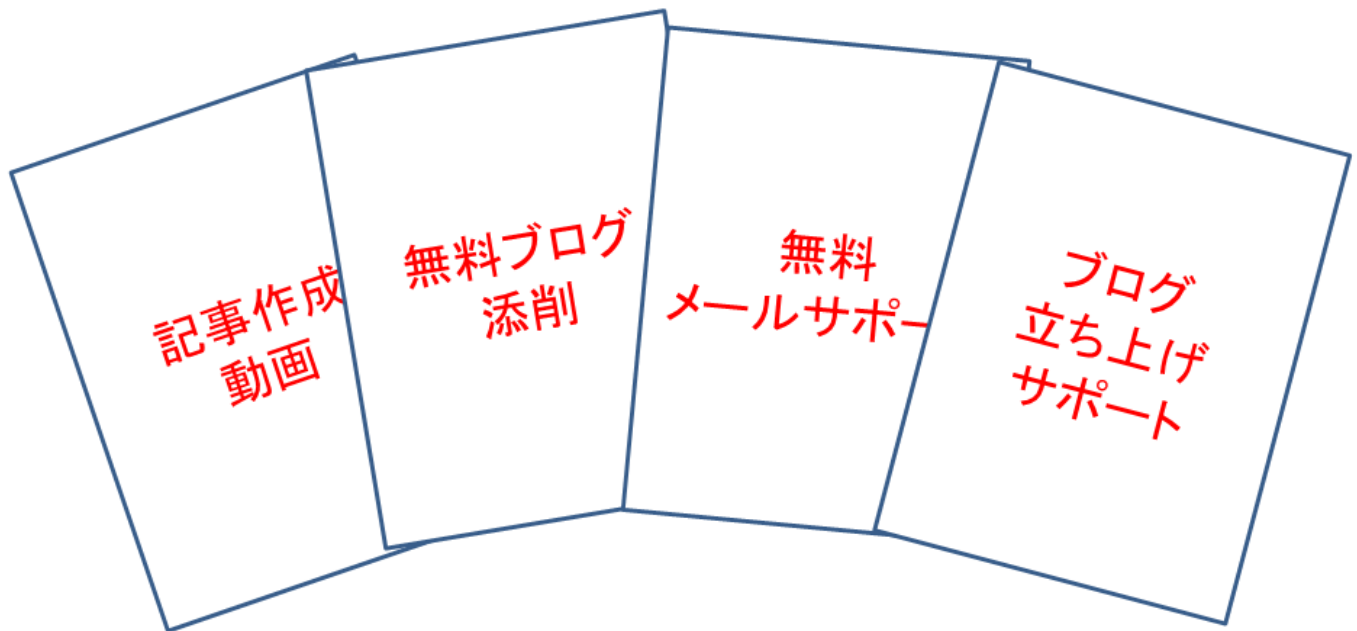 記事作成
動画
無料ブログ
添削
無料
メールサポー
ブログ
立ち上げ
サポート